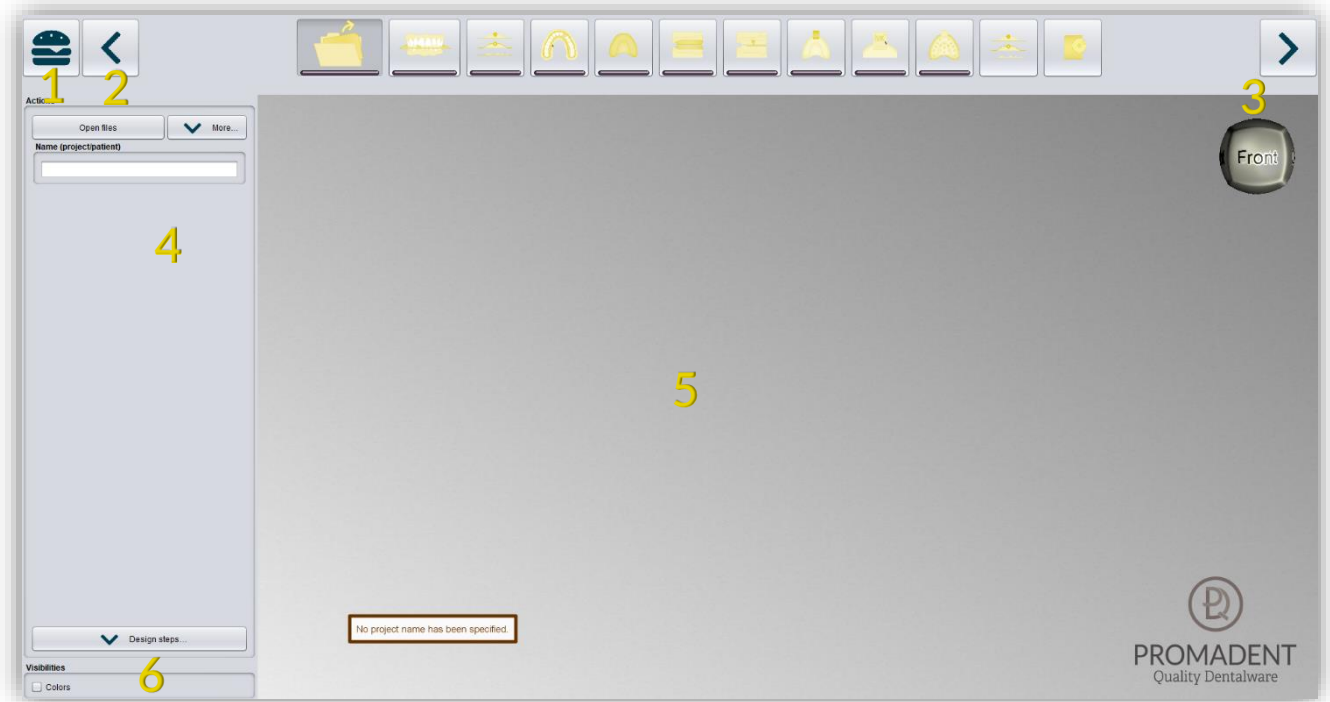 1
2
3
Actions
Open files
More...
Name (project/patient)
Front
4
5
No project name has been specified.
Design steps...
Visibilities
6
Colors
PROMADENT
Quality Dentalware